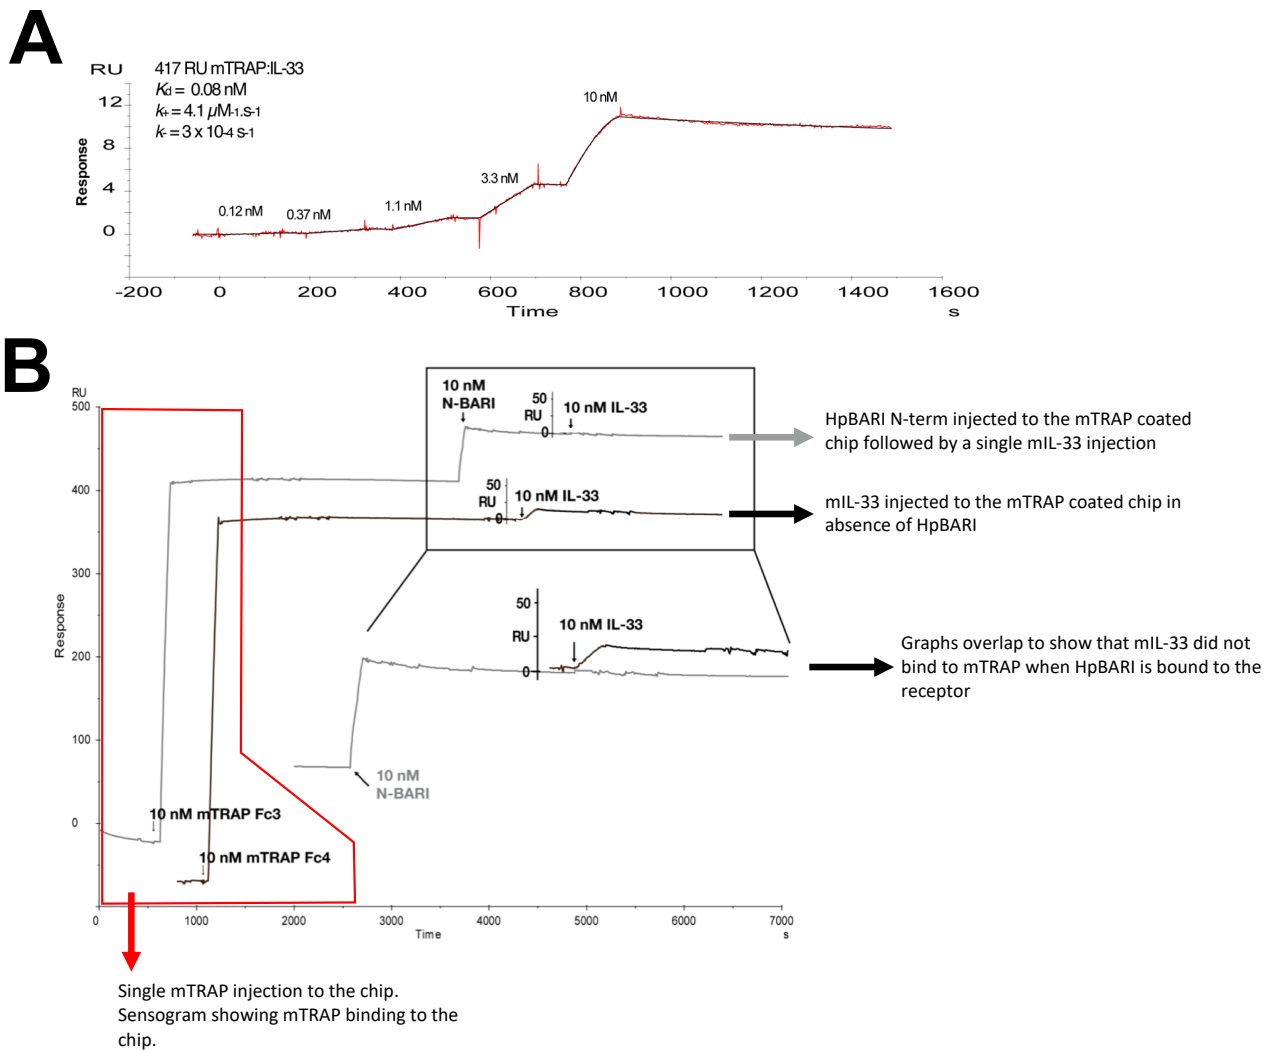 A
RU
417 RU mTRAP:IL-33
Kd = 0.08 nM
k+ = 4.1 µM-1.s-1
k- = 3 x 10-4 s-1
12
8
4
0
Response
0.12 nM
0.37 nM
1.1 nM
3.3 nM
10 nM
-200 0 200 400 600 800 1000 1200 1400 1600
Time
s
B
RU
500
400
300
200
100
0
Response
10 nM
N-BARI
50
RU
0
10 nM IL-33
50
RU
0
10 nM IL-33
50
RU
0
10 nM IL-33
10 nM
N-BARI
10 nM mTRAP Fc3
10 nM mTRAP Fc4
0 1000 2000 3000 4000 5000 6000 7000
Time
s
HpBARI N-term injected to the mTRAP coated
chip followed by a single mIL-33 injection
mIL-33 injected to the mTRAP coated chip in
absence of HpBARI
Graphs overlap to show that mIL-33 did not
bind to mTRAP when HpBARI is bound to the
receptor
Single mTRAP injection to the chip.
Sensogram showing mTRAP binding to the
chip.